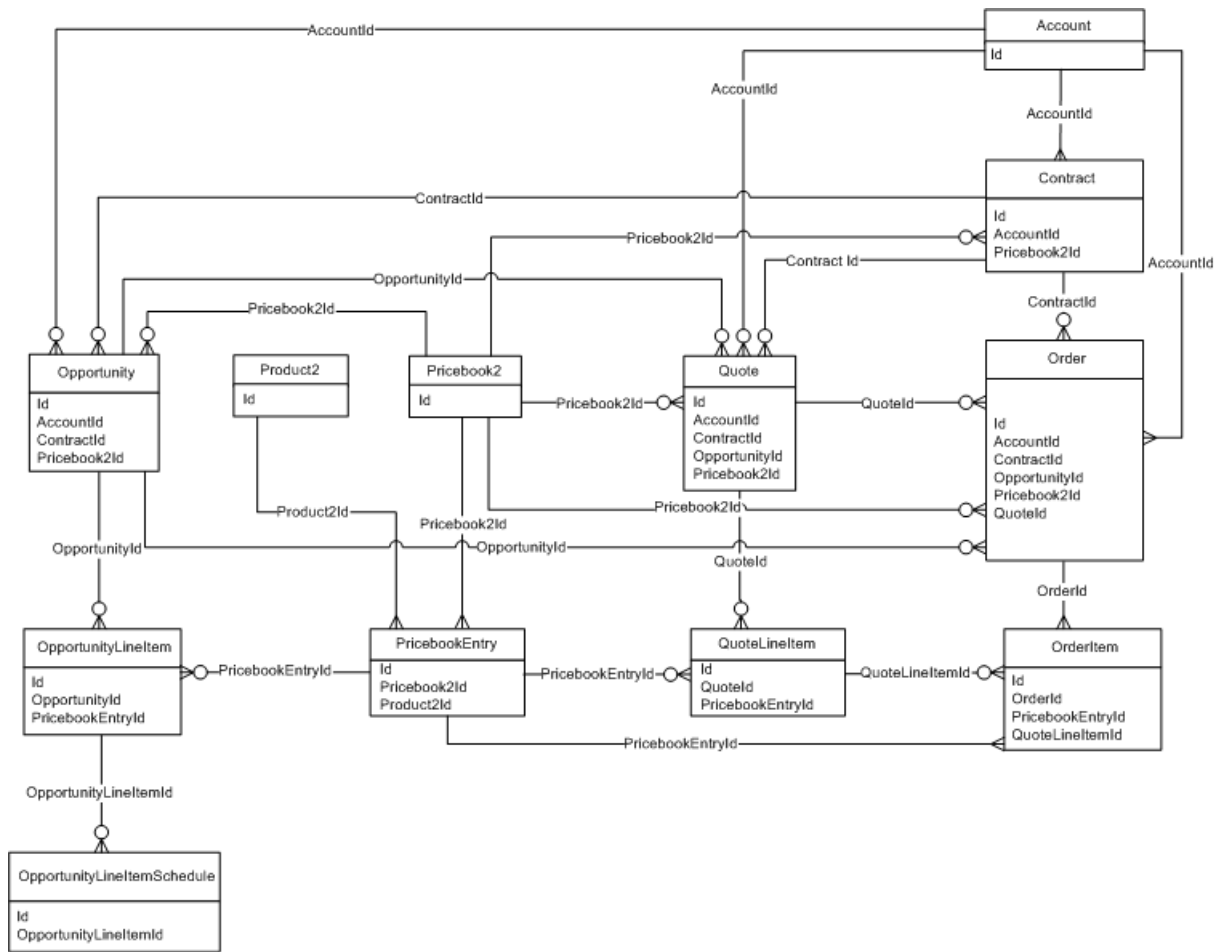 Account
Id
AccountId
AccountId
AccountId
Contract
Id
AccountId
Pricebook2Id
ContractId
Pricebook2Id
Contract Id
AccountId
OpportunityId
ContractId
Pricebook2Id
Opportunity
Id
AccountId
ContractId
Pricebook2Id
Product2
Id
Pricebook2
Id
Pricebook2Id
Quote
Id
AccountId
ContractId
OpportunityId
Pricebook2Id
QuoteId
Order
Id
AccountId
ContractId
OpportunityId
Pricebook2Id
QuoteId
Product2Id
Pricebook2Id
Pricebook2Id
OpportunityId
OpportunityId
QuoteId
OrderId
OpportunityLineItem
Id
OpportunityId
PricebookEntryId
PricebookEntryId
PricebookEntry
Id
Pricebook2Id
Product2Id
PricebookEntryId
QuoteLineItem
Id
QuoteId
PricebookEntryId
QuoteLineItemId
OrderItem
Id
OrderId
PricebookEntryId
QuoteLineItemId
PricebookEntryId
OpportunityLineItemId
OpportunityLineItemSchedule
Id
OpportunityLineItemId